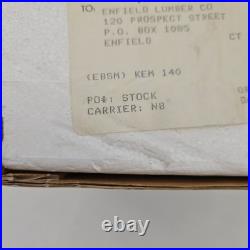 TO: ENFIELD LUMBER CO
120 PROSPECT STREET
P.O. BOX 1085
ENFIELD CT
(EBSM) KEM 140
PO#: STOCK
CARRIER: N8